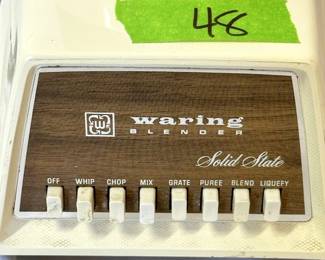 48
W
waring
BLENDER
Solid State
OFF WHIP CHOP MIX GRATE PUREE BLEND LIQUEFY